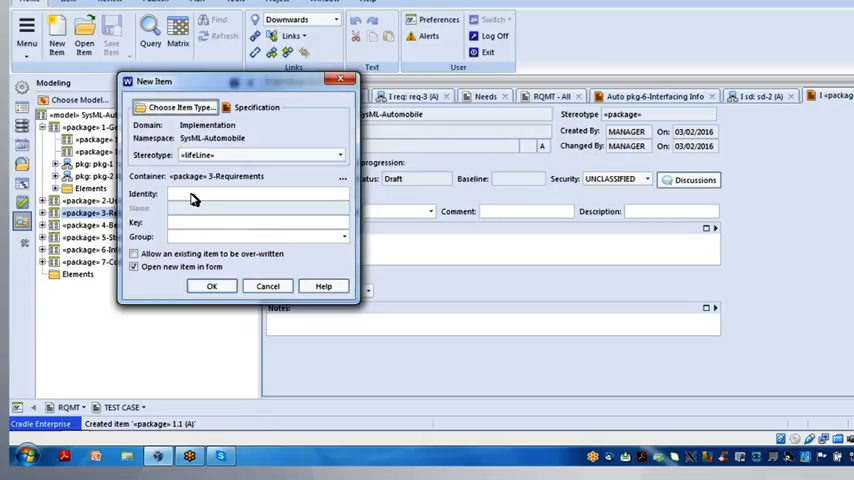 Menu
New Item
Open Item
Save Item
Query
Matrix
Find
Refresh
Downwards
Links
Links
Text
Preferences
Alerts
Switch
Log Off
Exit
User
Modeling
Choose Model...
«model» SysML-Auto
«package» 1-Ge
«package»
«package»
pkg: pkg-1
pkg: pkg-2
Elements
«package» 2-U
«package» 3-R
«package» 4-Be
«package» 5-St
«package» 6-In
«package» 7-Co
Elements
New Item
Choose Item Type...
Specification
Domain: Implementation
Namespace: SysML-Automobile
Stereotype: «lifeLine»
Container: «package» 3-Requirements ...
Identity:
Name:
Key:
Group:
Allow an existing item to be over-written
Open new item in form
OK
Cancel
Help
I req: req-3 (A)
Needs
RQMT - All
Auto pkg-6-Interfacing Info
I sd: sd-2 (A)
I «package»
Automobile
Stereotype: «package»
A
Created By: MANAGER On: 03/02/2016
Changed By: MANAGER On: 03/02/2016
progression:
tatus: Draft
Baseline:
Security: UNCLASSIFIED
Discussions
Comment:
Description:
Notes:
RQMT
TEST CASE
Cradle Enterprise
Created item '«package» 1.1 (A)